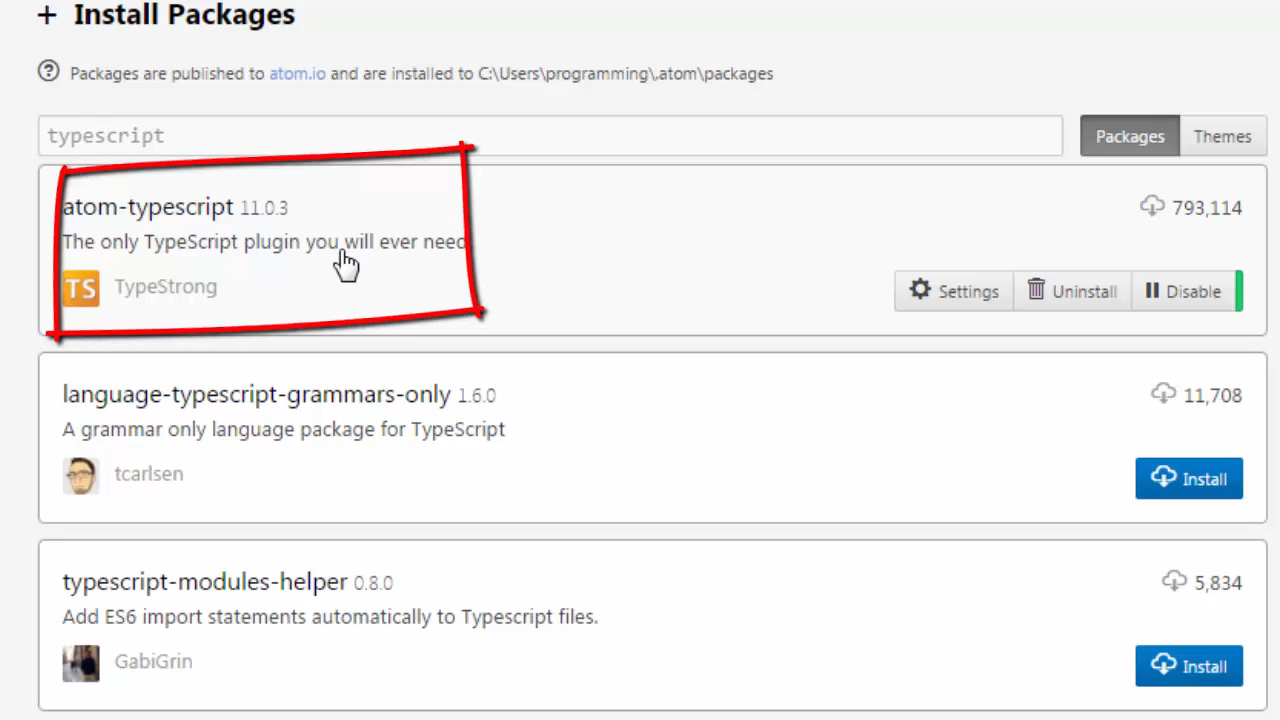 + Install Packages
Packages are published to atom.io and are installed to C:\Users\programming\.atom\packages
typescript
Packages Themes
atom-typescript 11.0.3
793,114
The only TypeScript plugin you will ever need
TS TypeStrong
Settings Uninstall Disable
language-typescript-grammars-only 1.6.0
11,708
A grammar only language package for TypeScript
tcarlsen
Install
typescript-modules-helper 0.8.0
5,834
Add ES6 import statements automatically to Typescript files.
GabiGrin
Install